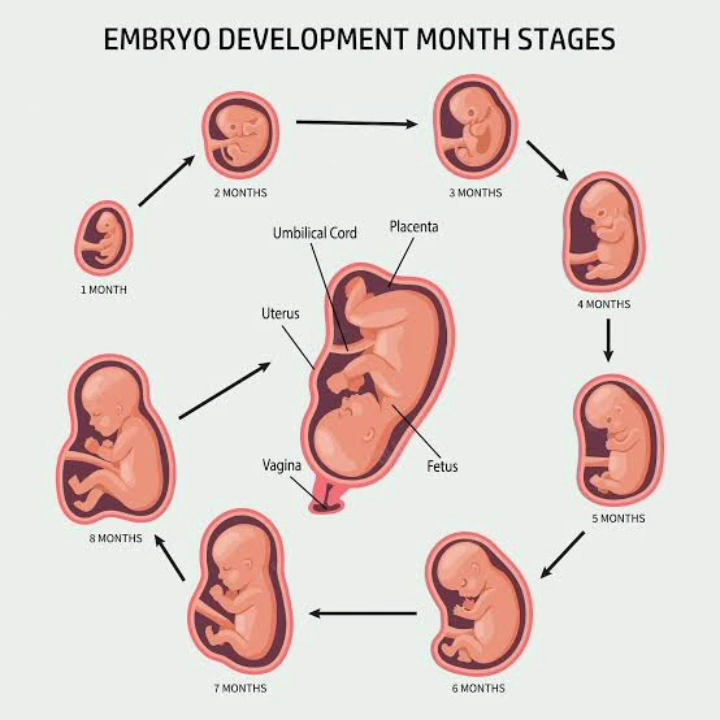 EMBRYO DEVELOPMENT MONTH STAGES
2 MONTHS
3 MONTHS
Umbilical Cord
Placenta
1 MONTH
4 MONTHS
Uterus
Vagina
Fetus
5 MONTHS
8 MONTHS
7 MONTHS
6 MONTHS